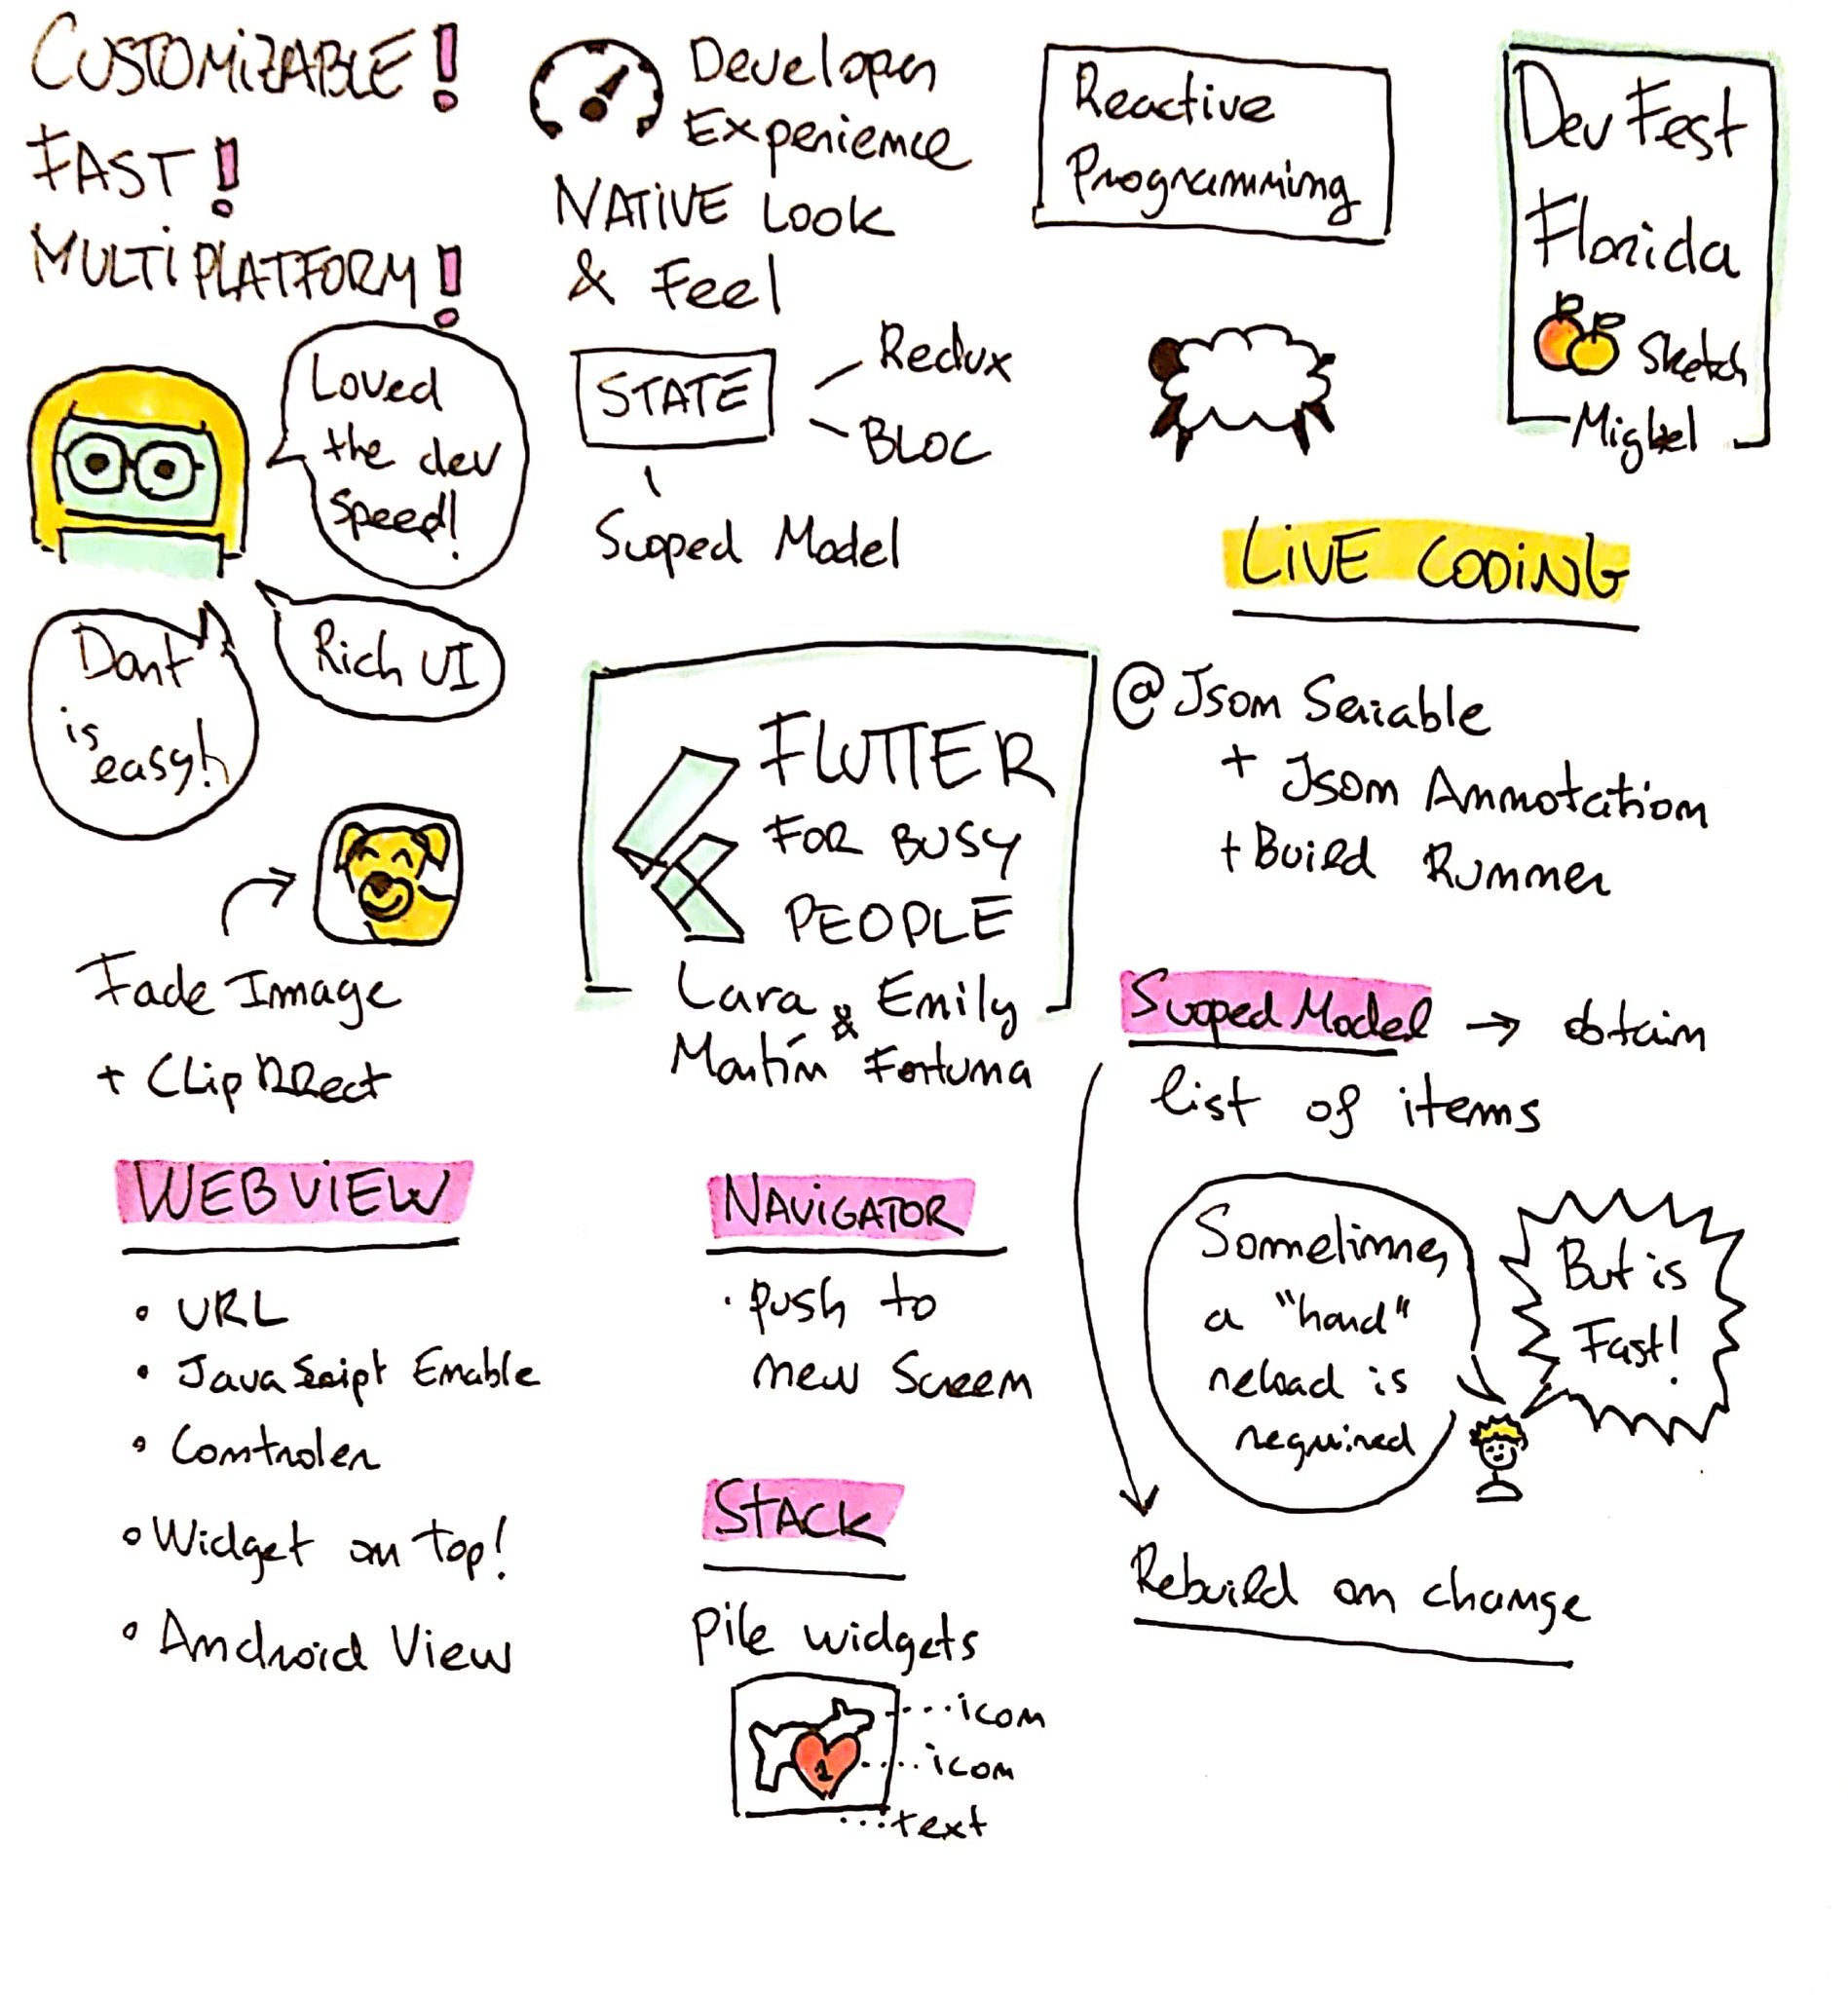 CUSTOMiZABLE!
FAST!
MULTiPLATFORM!
Developer
Experience
NATiVE Look
& Feel
Reactive
Programming
DevFest
Florida
Sketch
Loved
the dev
Speed!
STATE
Redux
BLOC
Scoped Model
Dart
is
easy!
Rich UI
LiVE CODiNG
@Json Seriable
+ Json Annotation
+ Build Runner
FLUTTER
FOR BUSY
PEOPLE
Cara & Emily
Martín Fortuna
Fade Image
+ CLipRRect
Scoped Model → obtain
list of items
WEBViEW
• URL
• JavaScript Enable
• Controler
• Widget on top!
• Android View
NAViGATOR
• push to
new Screen
Sometimes
a "hard"
reload is
required
But is
Fast!
STACK
Pile widgets
...icon
1
....icon
...text
Rebuild on change